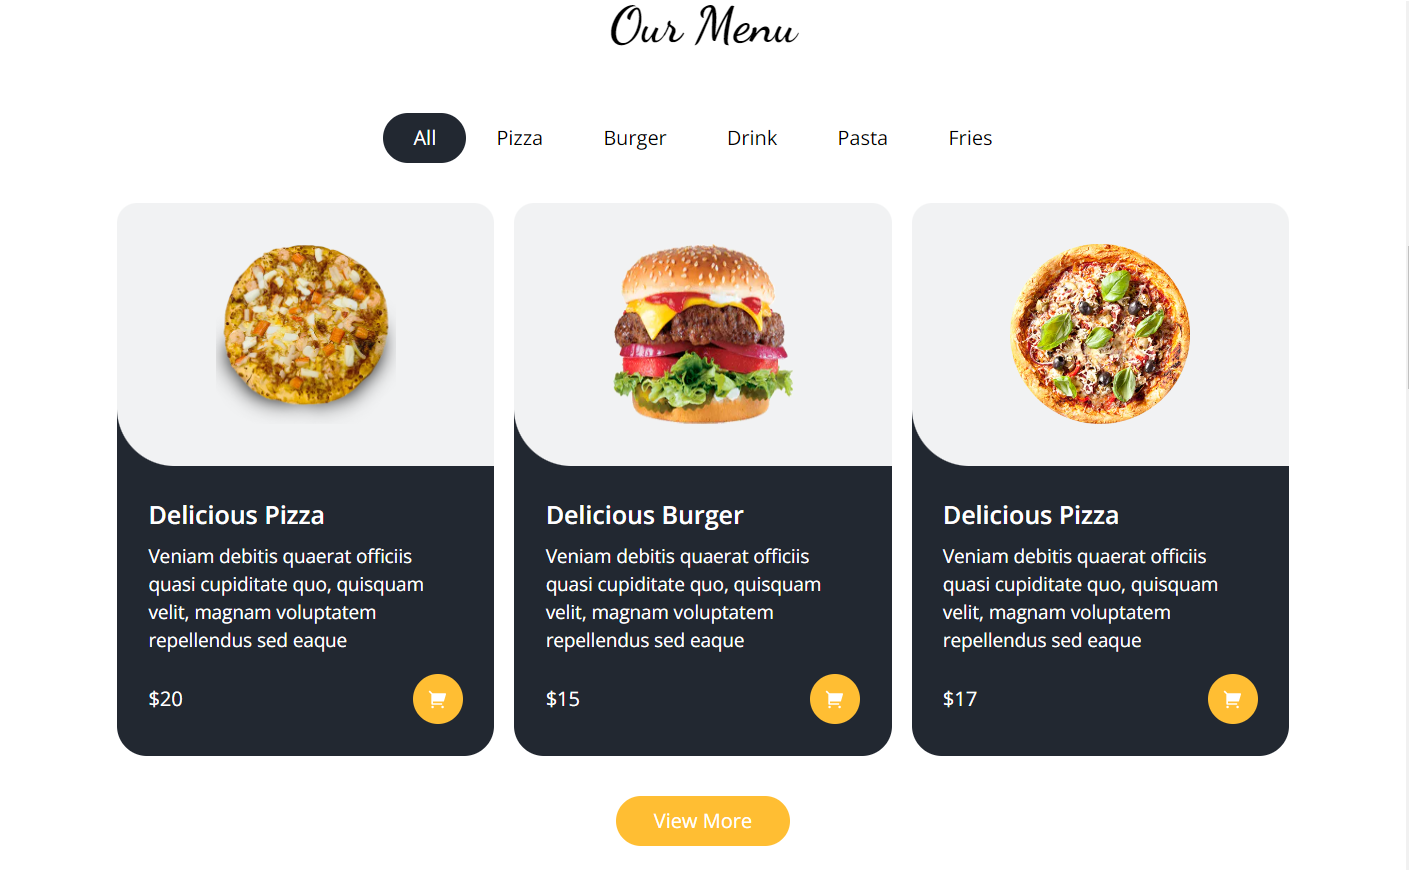 Our Menu
All Pizza Burger Drink Pasta Fries
Delicious Pizza
Veniam debitis quaerat officiis
quasi cupiditate quo, quisquam
velit, magnam voluptatem
repellendus sed eaque
$20
Delicious Burger
Veniam debitis quaerat officiis
quasi cupiditate quo, quisquam
velit, magnam voluptatem
repellendus sed eaque
$15
Delicious Pizza
Veniam debitis quaerat officiis
quasi cupiditate quo, quisquam
velit, magnam voluptatem
repellendus sed eaque
$17
View More